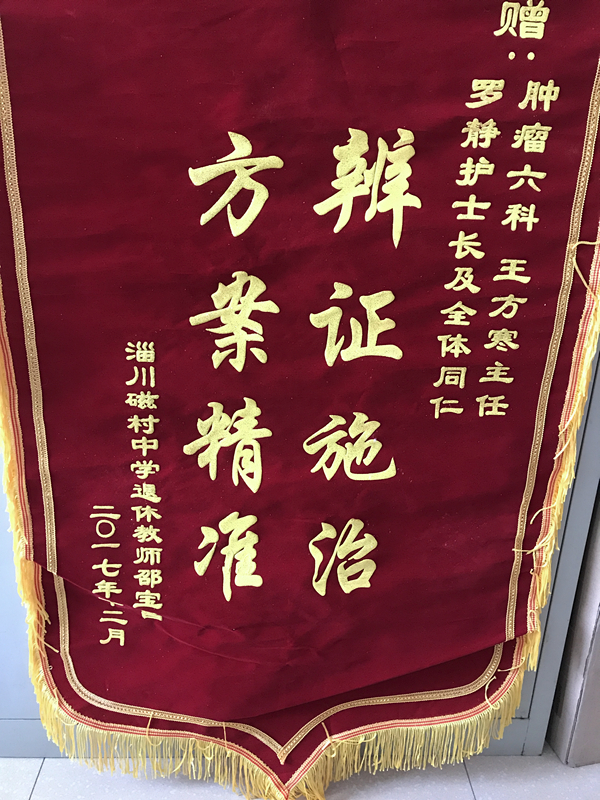 赠：
肿瘤六科 王方寒主任
罗静护士长及全体同仁
辨证施治
方案精准
淄川磁村中学退休教师邵宝
二〇一七年二月